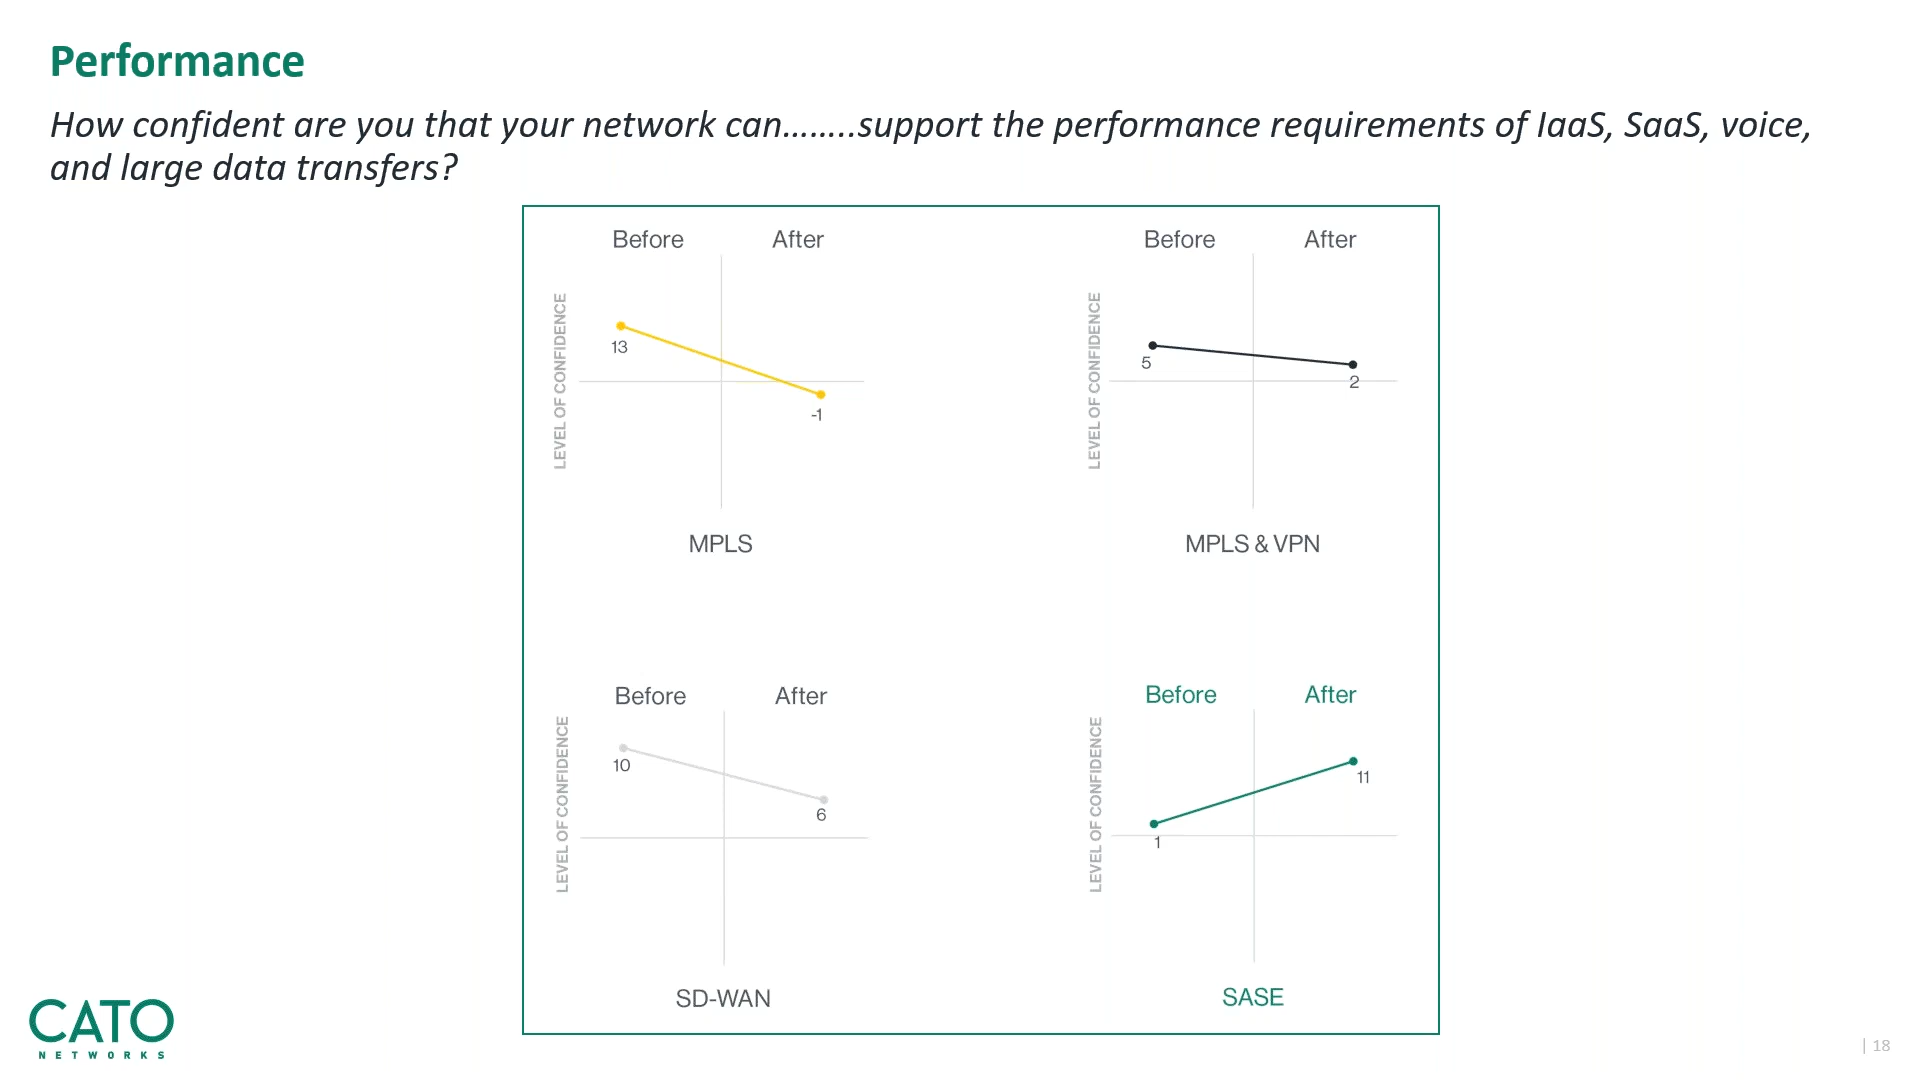 Performance
How confident are you that your network can……..support the performance requirements of IaaS, SaaS, voice,
and large data transfers?
Before After
LEVEL OF CONFIDENCE
13
-1
MPLS
Before After
LEVEL OF CONFIDENCE
5
2
MPLS & VPN
Before After
LEVEL OF CONFIDENCE
10
6
SD-WAN
Before After
LEVEL OF CONFIDENCE
1
11
SASE
CATO
NETWORKS
| 18